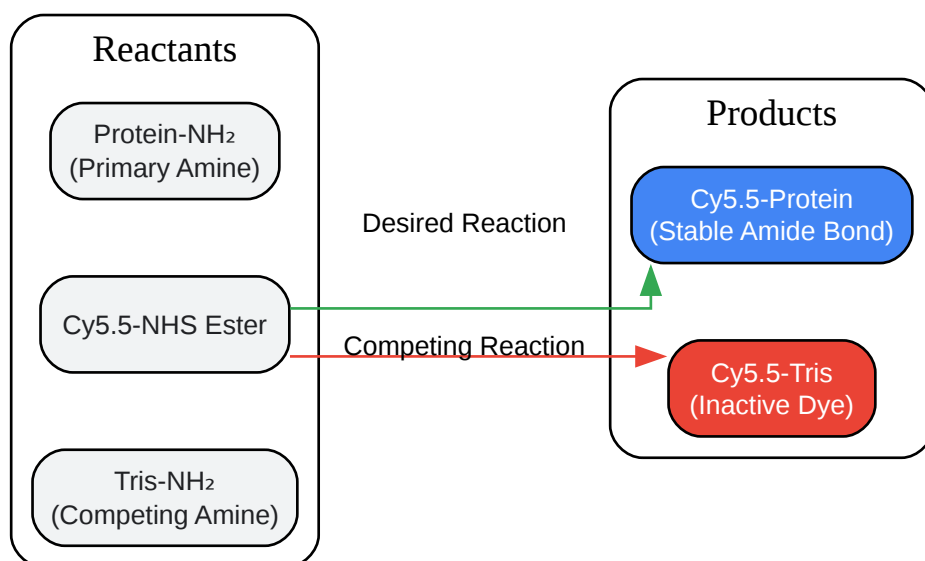 Reactants
Protein-NH₂
(Primary Amine)
Cy5.5-NHS Ester
Tris-NH₂
(Competing Amine)
Desired Reaction
Competing Reaction
Products
Cy5.5-Protein
(Stable Amide Bond)
Cy5.5-Tris
(Inactive Dye)